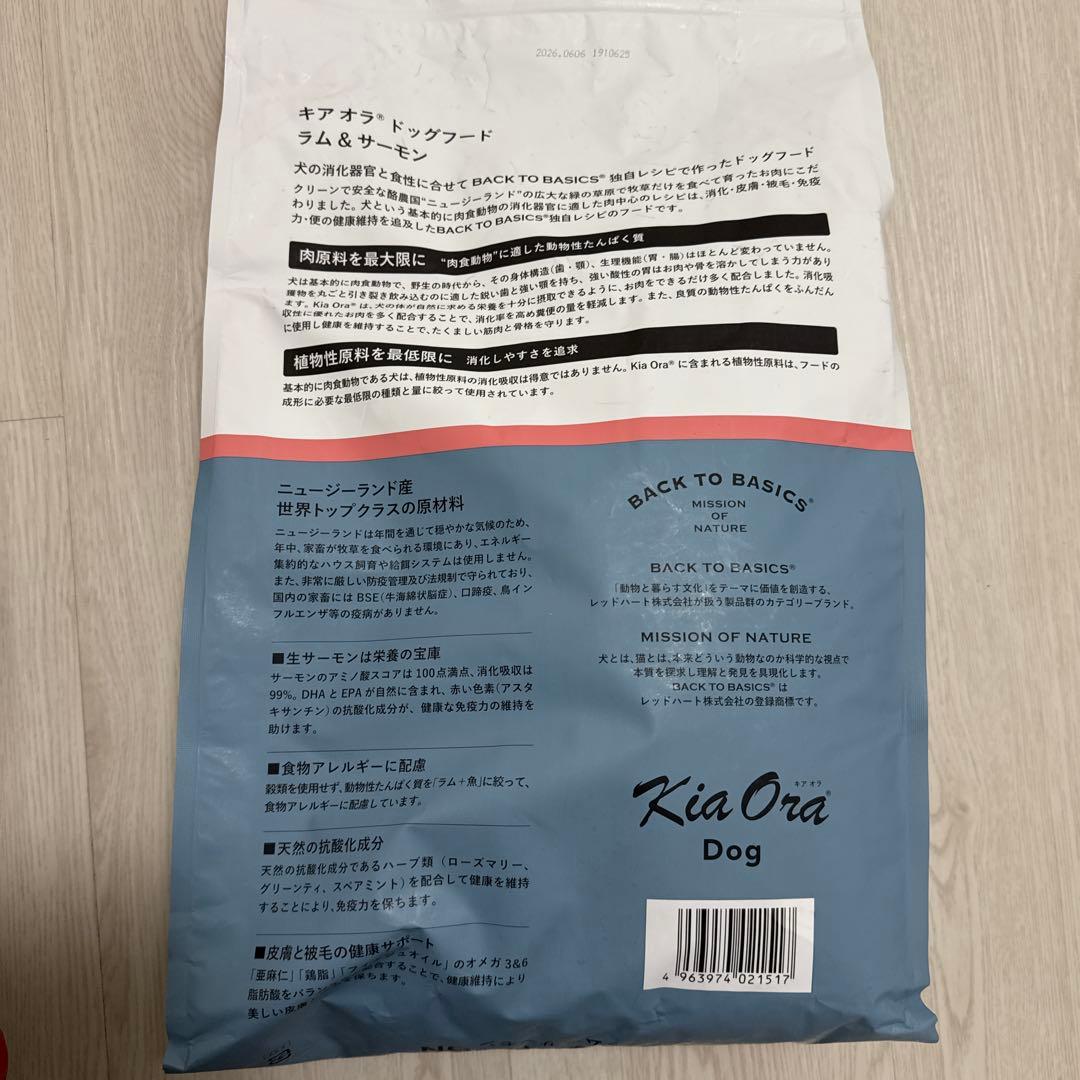 2026.0606 1910625
キア オラ® ドッグフード
ラム & サーモン
犬の消化器官と食性に合せて BACK TO BASICS® 独自レシピで作ったドッグフード
クリーンで安全な酪農国“ニュージーランド”の広大な緑の草原で牧草だけを食べて育ったお肉にこだ
わりました。犬という基本的に肉食動物の消化器官に適した肉中心のレシピは、消化・皮膚・被毛・免疫
力・便の健康維持を追及したBACK TO BASICS®独自レシピのフードです。
肉原料を最大限に “肉食動物”に適した動物性たんぱく質
犬は基本的に肉食動物で、野生の時代から、その身体構造(歯・顎)、生理機能(胃・腸)はほとんど変わっていません。
獲物を丸ごと引き裂き飲み込むのに適した鋭い歯と強い顎を持ち、強い酸性の胃はお肉や骨を溶かしてしまう力があり
ます。Kia Ora® は、犬の体が自然に求める栄養を十分に摂取できるように、お肉をできるだけ多く配合しました。消化吸
収性に優れたお肉を多く配合することで、消化率を高め糞便の量を軽減します。また、良質の動物性たんぱくをふんだん
に使用し健康を維持することで、たくましい筋肉と骨格を守ります。
植物性原料を最低限に 消化しやすさを追求
基本的に肉食動物である犬は、植物性原料の消化吸収は得意ではありません。Kia Ora® に含まれる植物性原料は、フードの
成形に必要な最低限の種類と量に絞って使用されています。
ニュージーランド産
世界トップクラスの原材料
ニュージーランドは年間を通じて穏やかな気候のため、
年中、家畜が牧草を食べられる環境にあり、エネルギー
集約的なハウス飼育や給餌システムは使用しません。
また、非常に厳しい防疫管理及び法規制で守られており、
国内の家畜には BSE(牛海綿状脳症)、口蹄疫、鳥イン
フルエンザ等の疫病がありません。
■生サーモンは栄養の宝庫
サーモンのアミノ酸スコアは 100点満点、消化吸収は
99%。DHA と EPA が自然に含まれ、赤い色素(アスタ
キサンチン)の抗酸化成分が、健康な免疫力の維持を
助けます。
■食物アレルギーに配慮
穀類を使用せず、動物性たんぱく質を「ラム+魚」に絞って、
食物アレルギーに配慮しています。
■天然の抗酸化成分
天然の抗酸化成分であるハーブ類(ローズマリー、
グリーンティ、スペアミント)を配合して健康を維持
することにより、免疫力を保ちます。
■皮膚と被毛の健康サポート
「亜麻仁」「鶏脂」「フ ュオイル」のオメガ 3&6
脂肪酸をバラン 合することで、健康維持により
美しい皮膚 保ちます。
BACK TO BASICS®
MISSION
OF
NATURE
BACK TO BASICS®
「動物と暮らす文化」をテーマに価値を創造する、
レッドハート株式会社が扱う製品群のカテゴリーブランド。
MISSION OF NATURE
犬とは、猫とは、本来どういう動物なのか科学的な視点で
本質を探求し理解と発見を具現化します。
BACK TO BASICS® は
レッドハート株式会社の登録商標です。
キア オラ
Kia Ora®
Dog
4 963974 021517